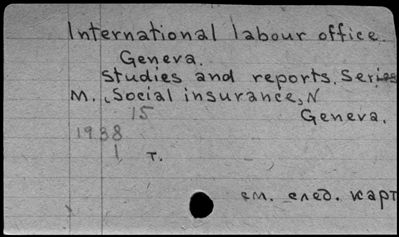 International labour office.
Geneva.
Studies and reports. Series
M., Social insurance, N
15 Geneva.
1938
1 т.
см. след. карт